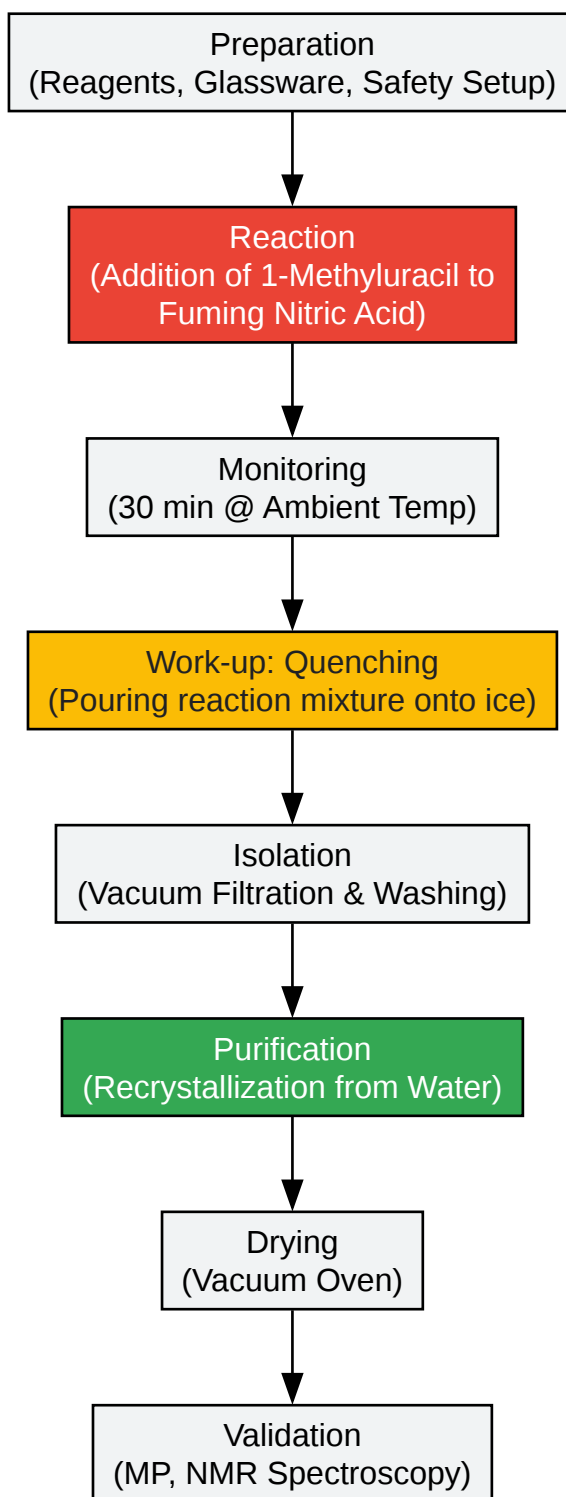 Preparation
(Reagents, Glassware, Safety Setup)
Reaction
(Addition of 1-Methyluracil to
Fuming Nitric Acid)
Monitoring
(30 min @ Ambient Temp)
Work-up: Quenching
(Pouring reaction mixture onto ice)
Isolation
(Vacuum Filtration & Washing)
Purification
(Recrystallization from Water)
Drying
(Vacuum Oven)
Validation
(MP, NMR Spectroscopy)